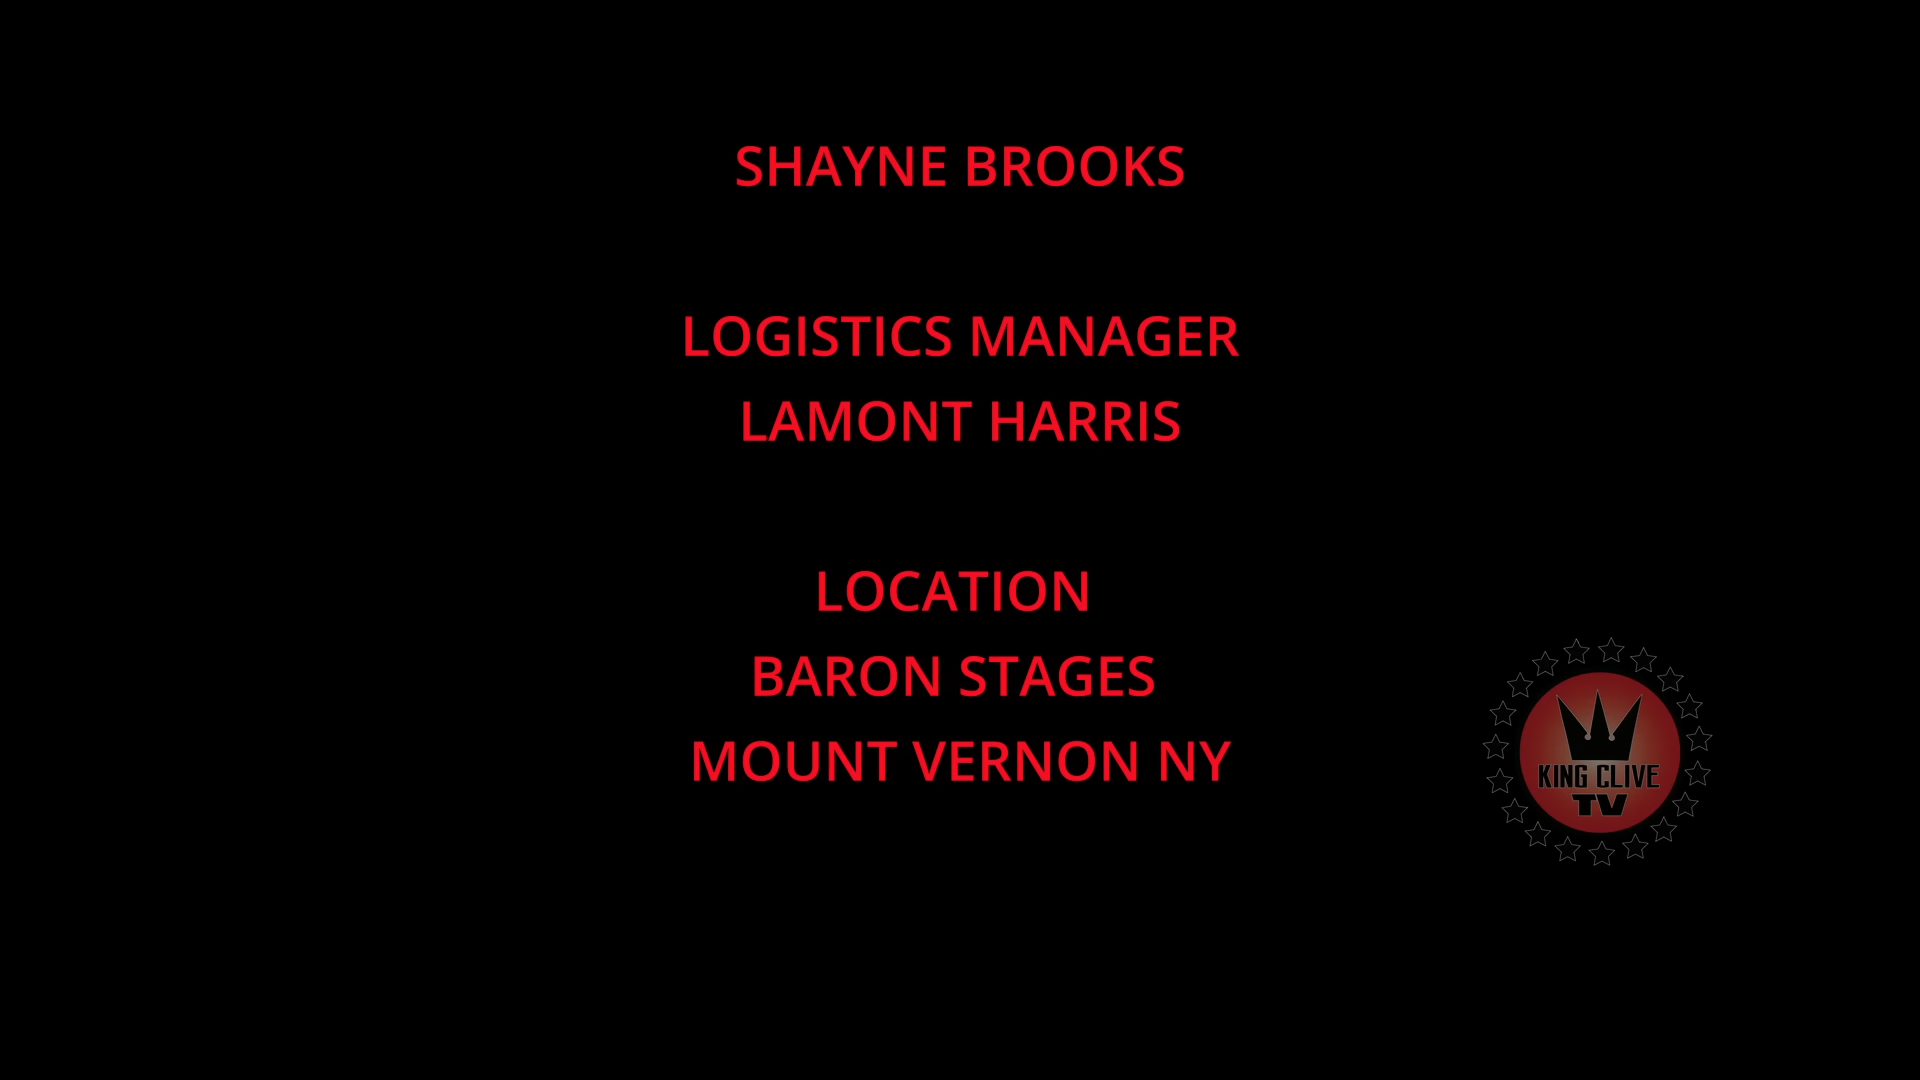 SHAYNE BROOKS
LOGISTICS MANAGER
LAMONT HARRIS
LOCATION
BARON STAGES
MOUNT VERNON NY
KING CLIVE
TV